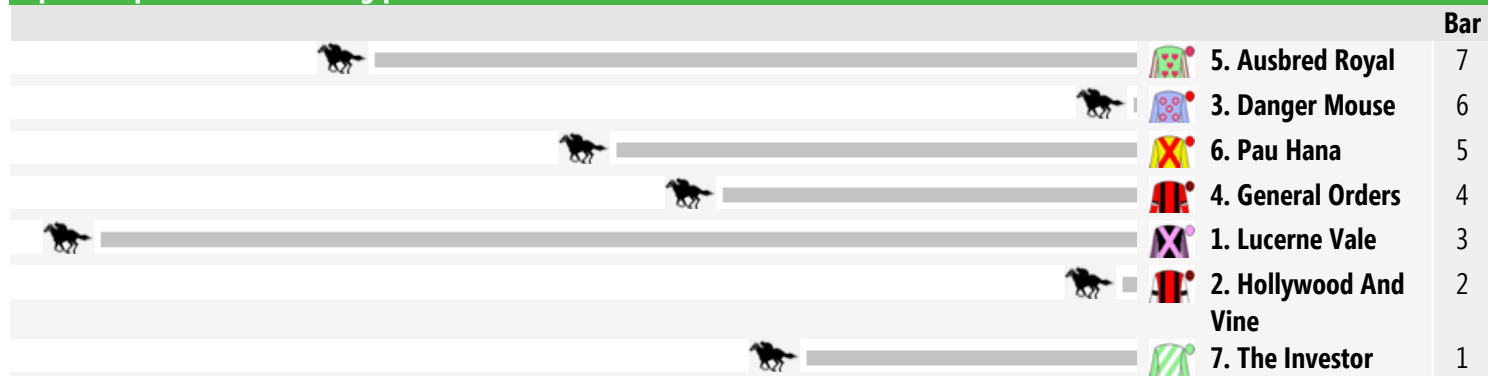 Bar
5. Ausbred Royal 7
3. Danger Mouse 6
6. Pau Hana 5
4. General Orders 4
1. Lucerne Vale 3
2. Hollywood And 2
Vine
7. The Investor 1